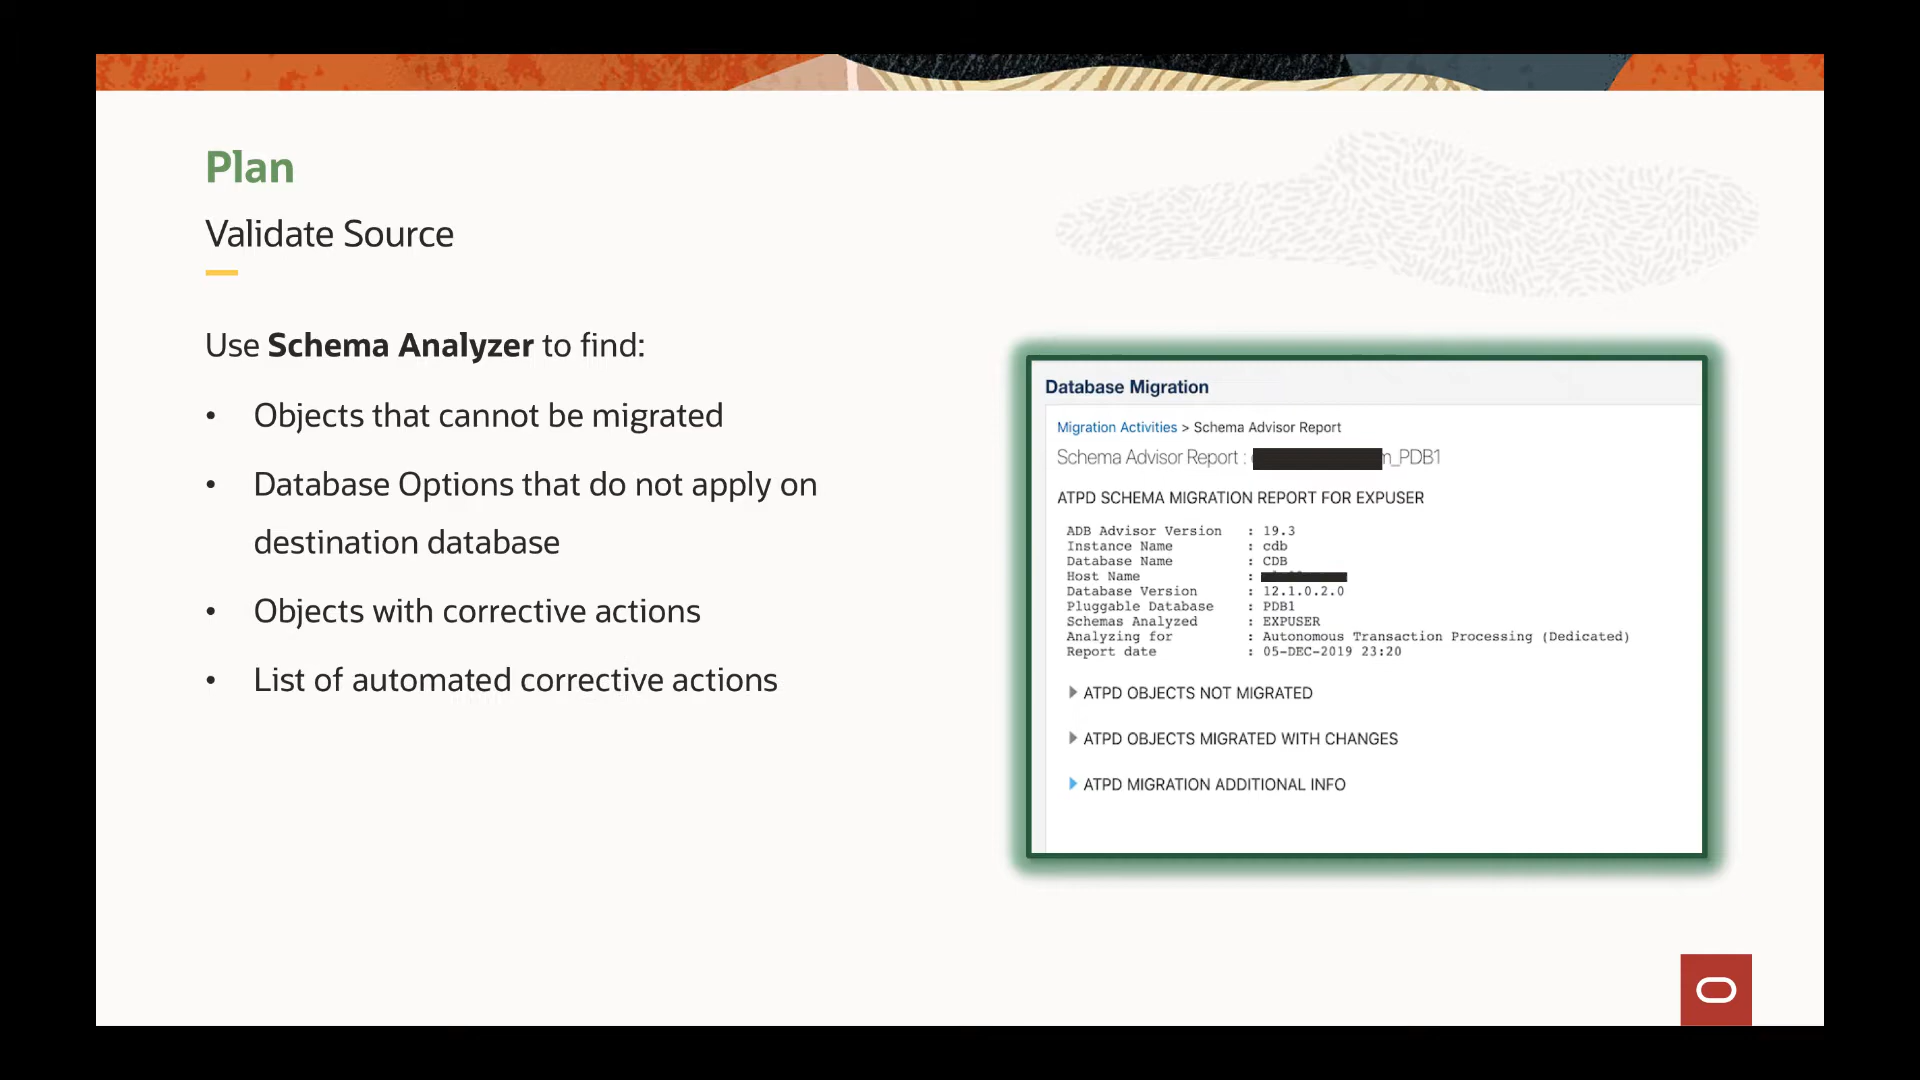 Plan
Validate Source
Use Schema Analyzer to find:
• Objects that cannot be migrated
• Database Options that do not apply on
destination database
• Objects with corrective actions
• List of automated corrective actions
Database Migration
Migration Activities > Schema Advisor Report
Schema Advisor Report : _PDB1
ATPD SCHEMA MIGRATION REPORT FOR EXPUSER
ADB Advisor Version : 19.3
Instance Name : cdb
Database Name : CDB
Host Name :
Database Version : 12.1.0.2.0
Pluggable Database : PDB1
Schemas Analyzed : EXPUSER
Analyzing for : Autonomous Transaction Processing (Dedicated)
Report date : 05-DEC-2019 23:20
ATPD OBJECTS NOT MIGRATED
ATPD OBJECTS MIGRATED WITH CHANGES
ATPD MIGRATION ADDITIONAL INFO